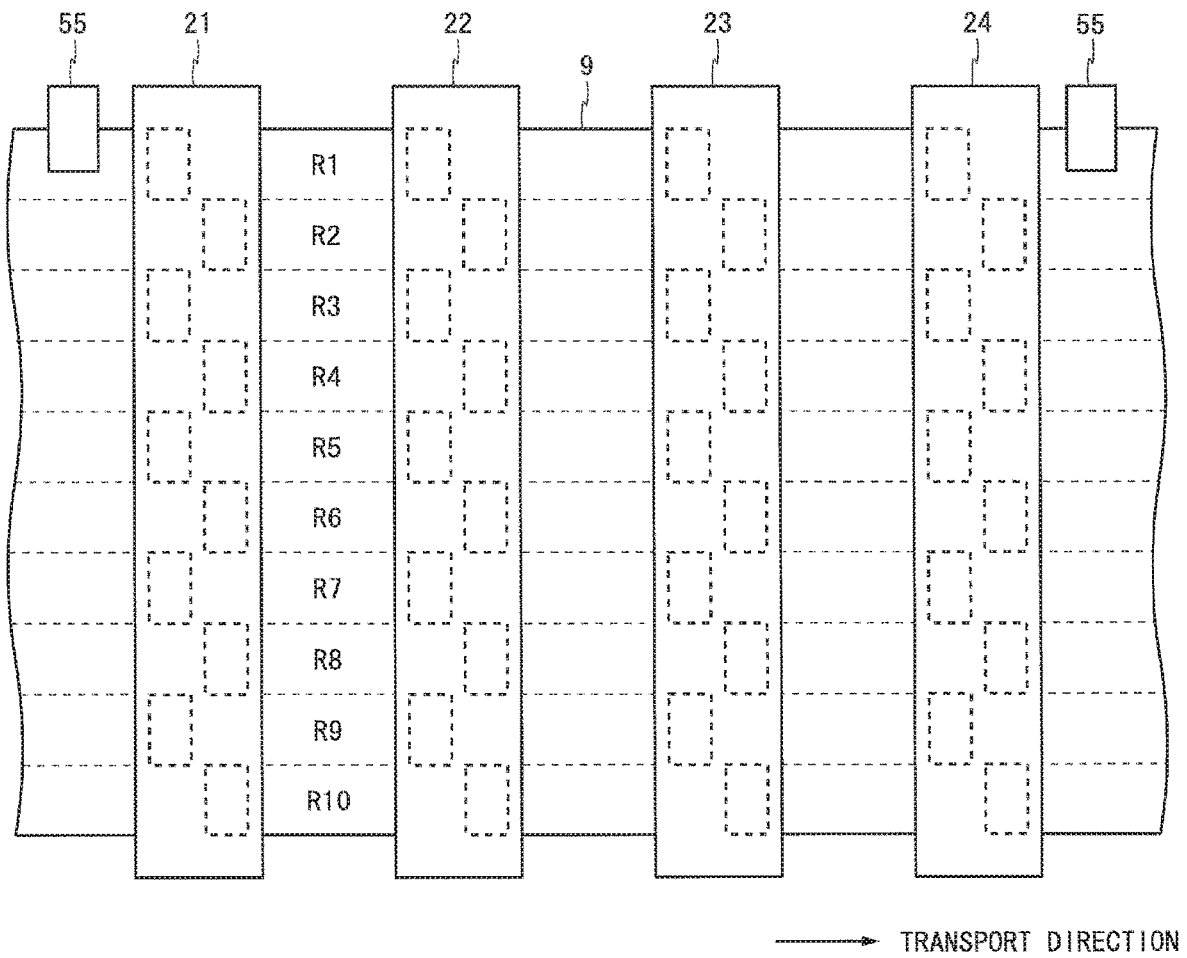 55 21 22 9 23 24 55
R1
R2
R3
R4
R5
R6
R7
R8
R9
R10
TRANSPORT DIRECTION